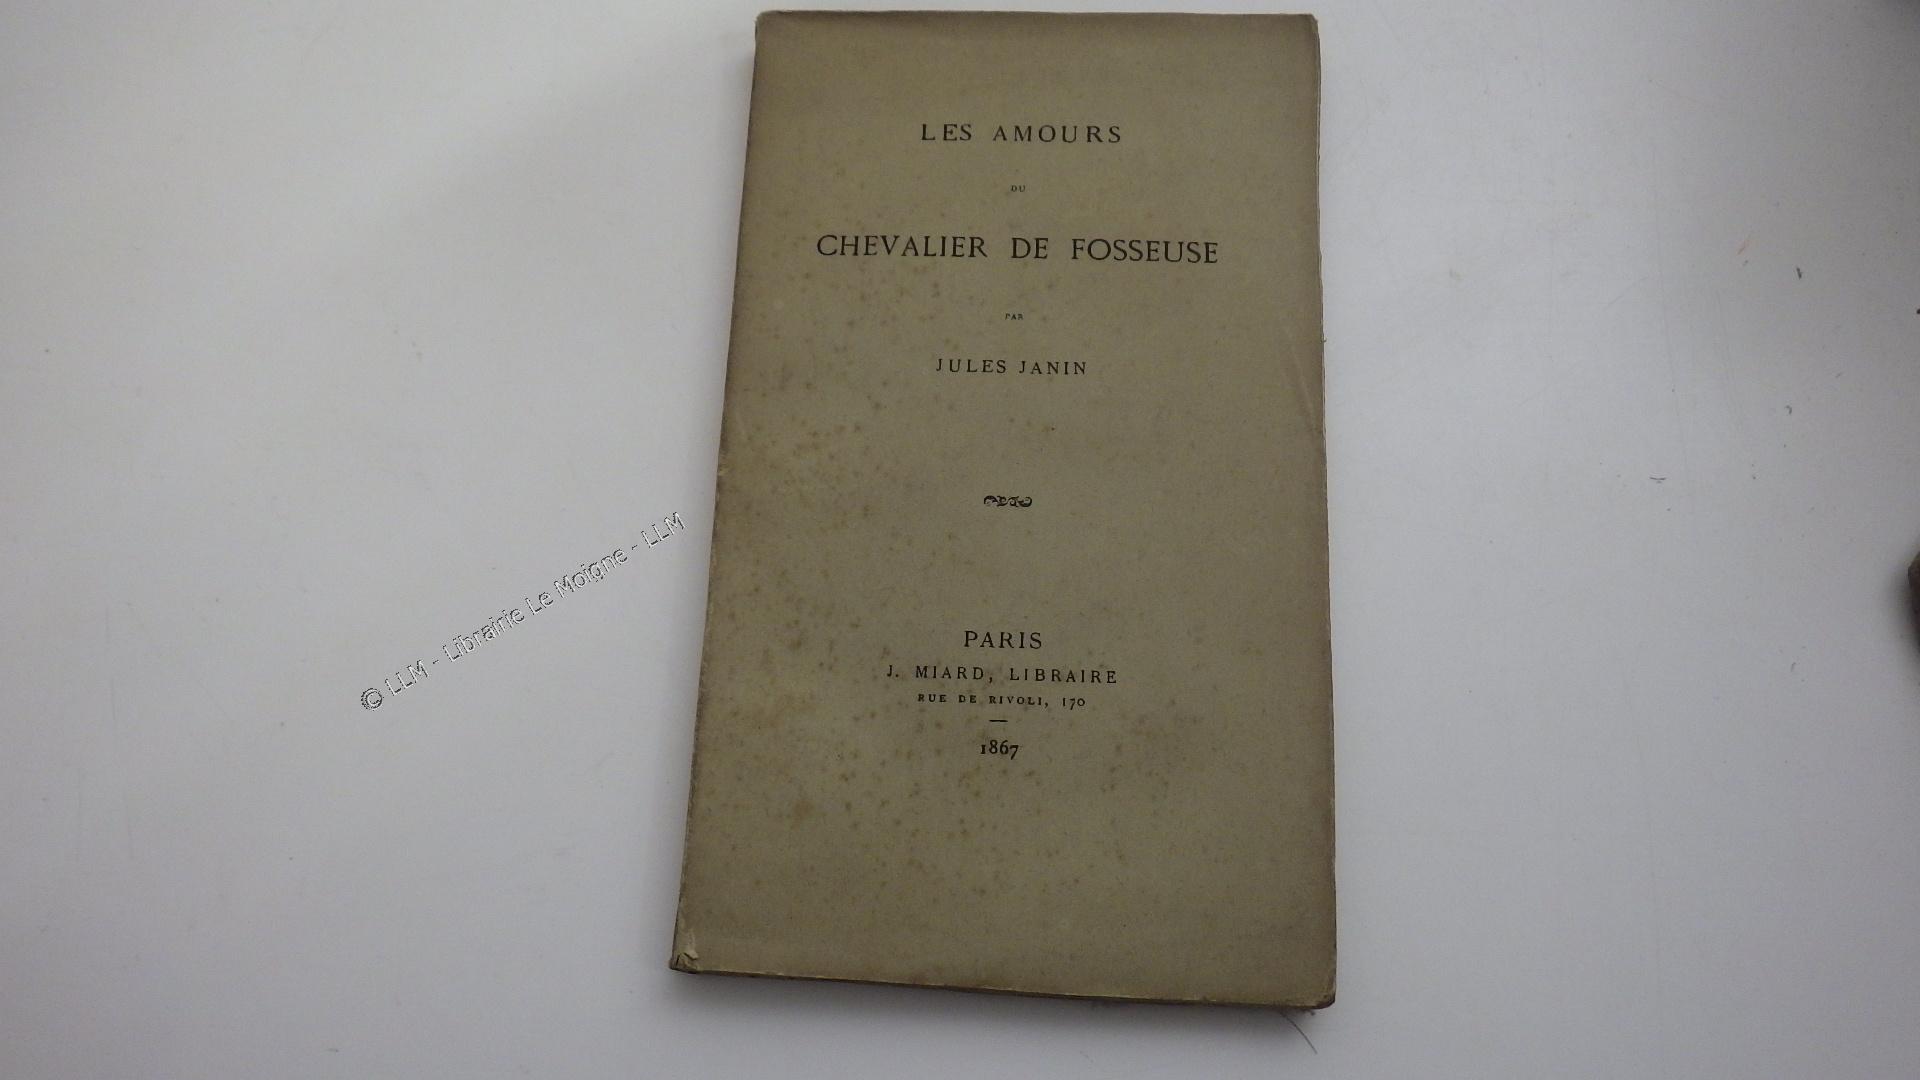 LES AMOURS
DU
CHEVALIER DE FOSSEUSE
PAR
JULES JANIN
PARIS
J. MIARD, LIBRAIRE
RUE DE RIVOLI, 170
1867
© LLM - Librairie Le Moigne - LLM